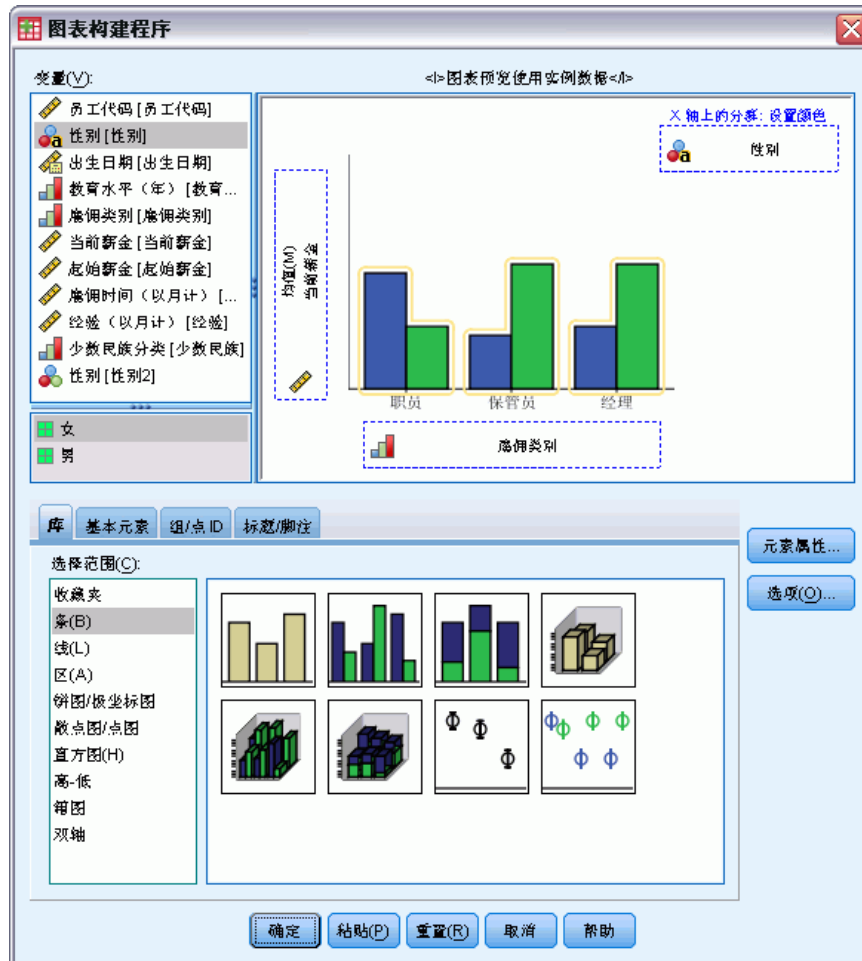 图表构建程序
变量(V):
<I>图表预览使用实例数据</I>
员工代码 [员工代码]
性别 [性别]
出生日期 [出生日期]
教育水平（年） [教育...
雇佣类别 [雇佣类别]
当前薪金 [当前薪金]
起始薪金 [起始薪金]
雇佣时间（以月计） [...
经验（以月计） [经验]
少数民族分类 [少数民族]
性别 [性别2]
女
男
X 轴上的分群: 设置颜色
性别
均值(M)
当前薪金
职员
保管员
经理
雇佣类别
库
基本元素
组/点 ID
标题/脚注
选择范围(C):
收藏夹
条(B)
线(L)
区(A)
饼图/极坐标图
散点图/点图
直方图(H)
高-低
箱图
双轴
元素属性...
选项(O)...
确定
粘贴(P)
重置(R)
取消
帮助